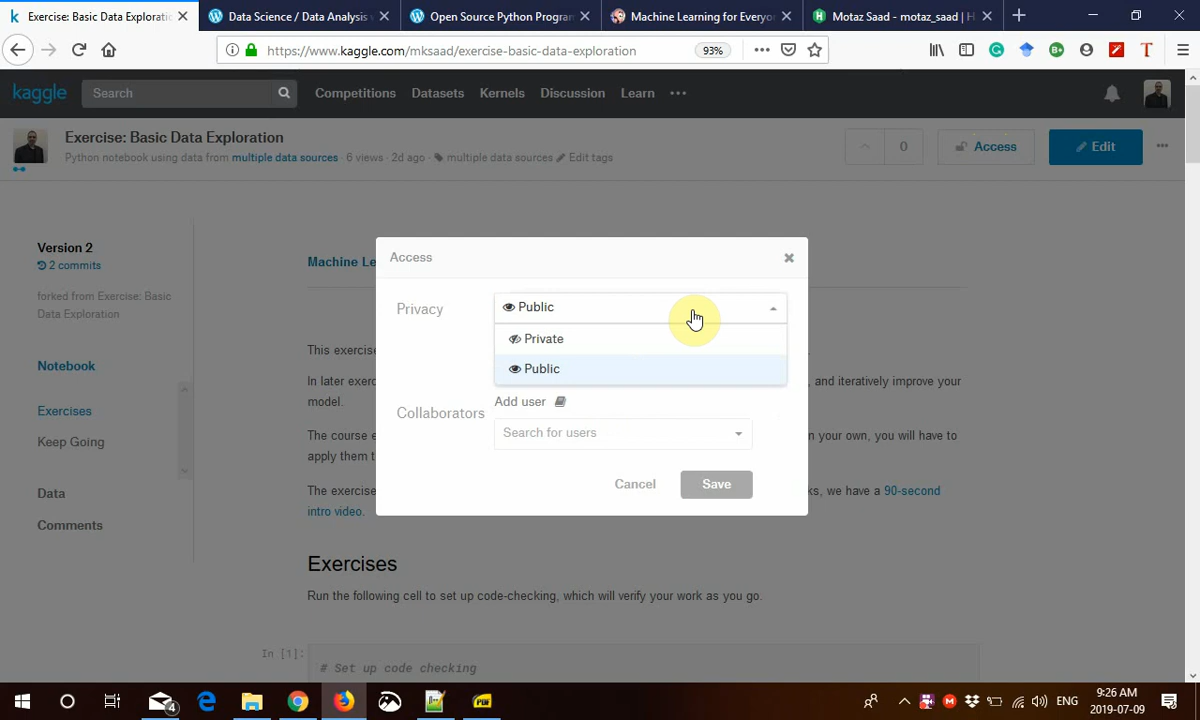 Exercise: Basic Data Exploratio
Data Science / Data Analysis
Open Source Python Progra
Machine Learning for Everyo
Motaz Saad - motaz_saad | H
https://www.kaggle.com/mksaad/exercise-basic-data-exploration
93%
kaggle
Search
Competitions
Datasets
Kernels
Discussion
Learn
Exercise: Basic Data Exploration
Python notebook using data from multiple data sources · 6 views · 2d ago · multiple data sources Edit tags
0
Access
Edit
Version 2
2 commits
forked from Exercise: Basic
Data Exploration
Notebook
Exercises
Keep Going
Data
Comments
Machine Le
This exercise
In later exerc
, and iteratively improve your
model.
The course e
n your own, you will have to
apply them t
The exercise
ks, we have a 90-second
intro video.
Access
Privacy
Public
Private
Public
Add user
Collaborators
Search for users
Cancel
Save
Exercises
Run the following cell to set up code-checking, which will verify your work as you go.
In [1]:
# Set up code checking
4
PDF
ENG
9:26 AM
2019-07-09